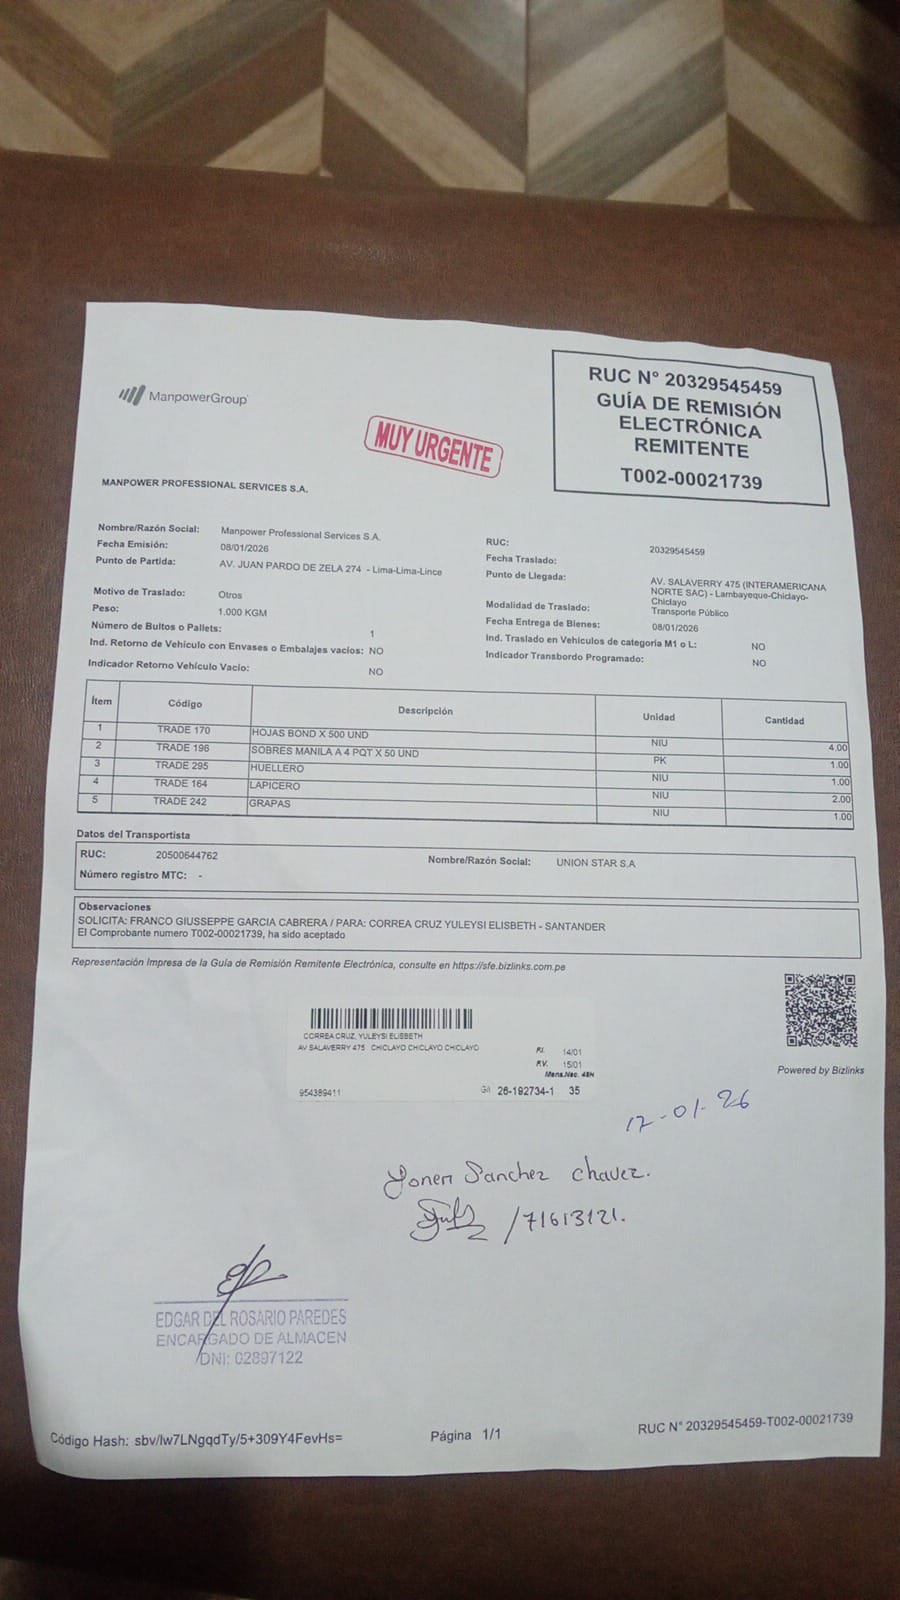 ManpowerGroup
MUY URGENTE
RUC N° 20329545459
GUÍA DE REMISIÓN
ELECTRÓNICA
REMITENTE
T002-00021739
MANPOWER PROFESSIONAL SERVICES S.A.
Nombre/Razón Social: Manpower Professional Services S.A.
Fecha Emisión: 08/01/2026
Punto de Partida: AV. JUAN PARDO DE ZELA 274 - Lima-Lima-Lince
Motivo de Traslado: Otros
Peso: 1.000 KGM
Número de Bultos o Pallets: 1
Ind. Retorno de Vehículo con Envases o Embalajes vacíos: NO
Indicador Retorno Vehículo Vacío: NO
RUC: 20329545459
Fecha Traslado:
Punto de Llegada: AV. SALAVERRY 475 (INTERAMERICANA
NORTE SAC) - Lambayeque-Chiclayo-
Chiclayo
Modalidad de Traslado: Transporte Público
Fecha Entrega de Bienes: 08/01/2026
Ind. Traslado en Vehículos de categoría M1 o L: NO
Indicador Transbordo Programado: NO
Ítem Código Descripción Unidad Cantidad
1 TRADE 170 HOJAS BOND X 500 UND NIU 4.00
2 TRADE 196 SOBRES MANILA A 4 PQT X 50 UND PK 1.00
3 TRADE 295 HUELLERO NIU 1.00
4 TRADE 164 LAPICERO NIU 2.00
5 TRADE 242 GRAPAS NIU 1.00
Datos del Transportista
RUC: 20500644762 Nombre/Razón Social: UNION STAR S.A
Número registro MTC: -
Observaciones
SOLICITA: FRANCO GIUSSEPPE GARCIA CABRERA / PARA: CORREA CRUZ YULEYSI ELISBETH - SANTANDER
El Comprobante numero T002-00021739, ha sido aceptado
Representación Impresa de la Guía de Remisión Remitente Electrónica, consulte en https://sfe.bizlinks.com.pe
CORREA CRUZ, YULEYSI ELISBETH
AV SALAVERRY 475 CHICLAYO CHICLAYO CHICLAYO
14/01
15/01
Mens.Nac. 48H
954389411 26-192734-1 35
Powered by Bizlinks
17-01-26
Sanchez chavez.
/71613121.
EDGAR DEL ROSARIO PAREDES
ENCARGADO DE ALMACEN
DNI: 02897122
Código Hash: sbv/lw7LNgqdTy/5+309Y4FevHs=
Página 1/1
RUC N° 20329545459-T002-00021739